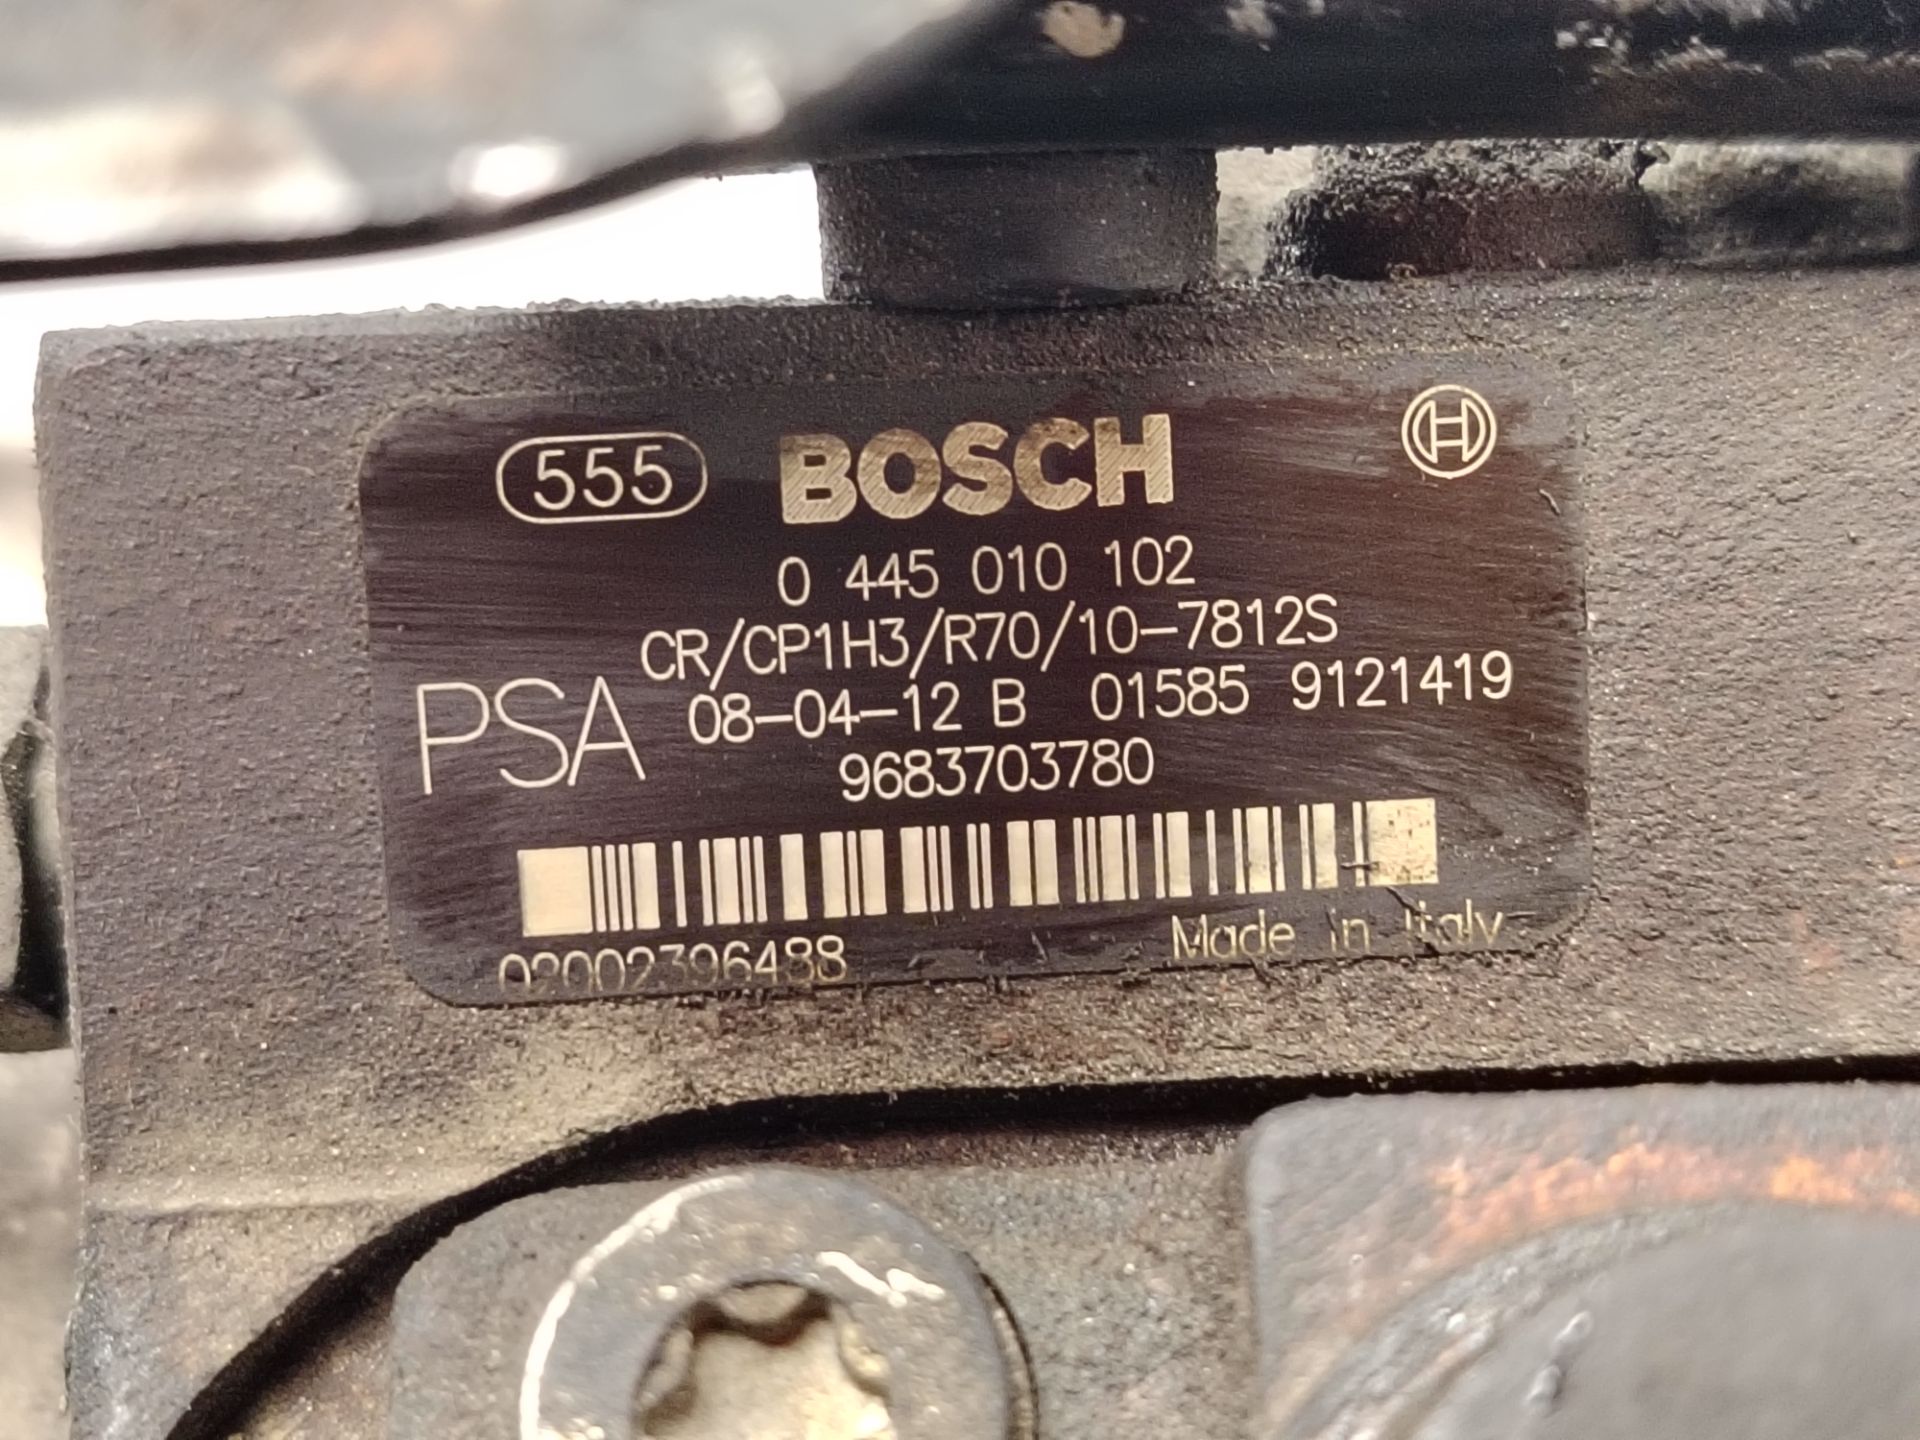 555 BOSCH
0 445 010 102
CR/CP1H3/R70/10-7812S
PSA 08-04-12 B 01585 9121419
9683703780
02002396488 Made in Italy